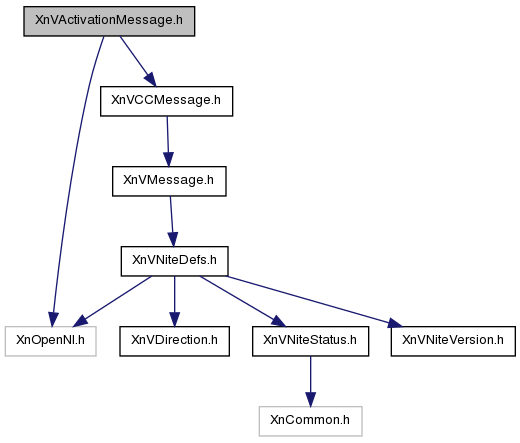 XnVActivationMessage.h
XnVCCMessage.h
XnVMessage.h
XnVNiteDefs.h
XnOpenNI.h
XnVDirection.h
XnVNiteStatus.h
XnVNiteVersion.h
XnCommon.h